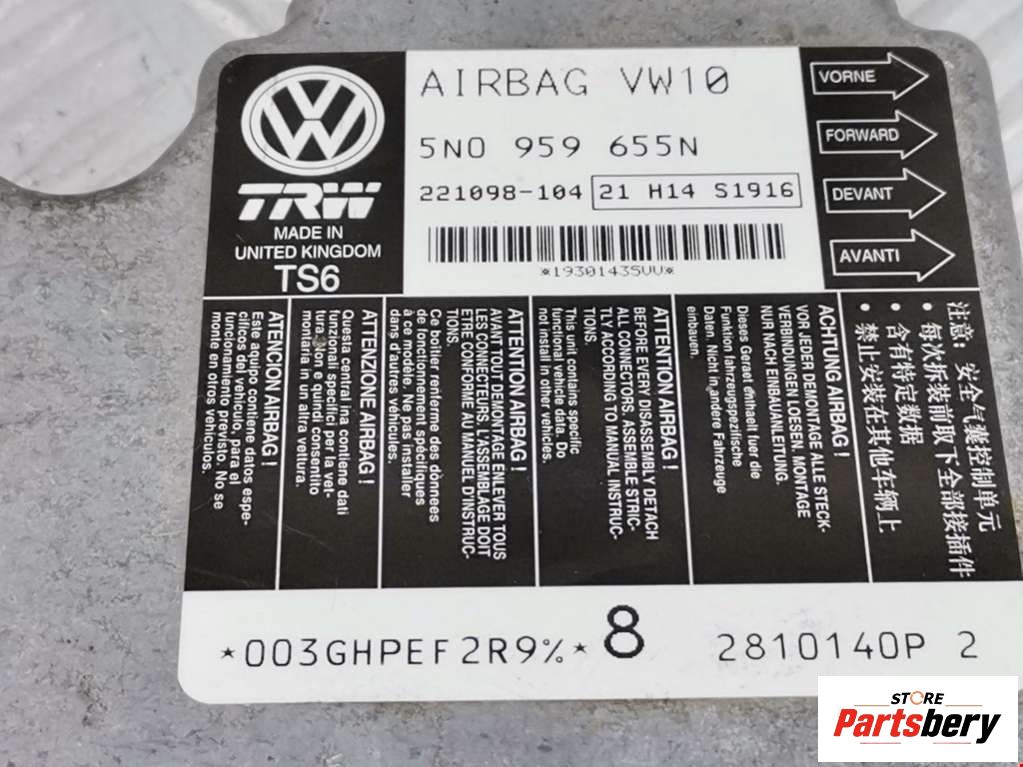 AIRBAG VW10
5N0 959 655N
221098-104 21 H14 S1916
*19301435UU*
TRW
MADE IN
UNITED KINGDOM
TS6
VORNE
FORWARD
DEVANT
AVANTI
注意：安全气囊控制单元
• 每次拆装前取下全部接插件
• 含有特定数据
• 禁止安装在其他车辆上
ACHTUNG AIRBAG!
VOR JEDER DEMONTAGE ALLE STECK-
VERBINDUNGEN LOESEN. MONTAGE
NUR NACH EINBAUANLEITUNG.
Dieses Geraet enthaelt fuer die
Funktion fahrzeugspezifische
Daten. Nicht in andere Fahrzeuge
einbauen.
ATTENTION AIRBAG!
BEFORE EVERY DISASSEMBLY DETACH
ALL CONNECTORS. ASSEMBLE STRIC-
TLY ACCORDING TO MANUAL INSTRUC-
TIONS.
This unit contains specific
functional vehicle data. Do
not install in other vehicles.
ATTENTION AIRBAG!
AVANT TOUT DEMONTAGE ENLEVER TOUS
LES CONNECTEURS. L'ASSEMBLAGE DOIT
ETRE CONFORME AU MANUEL D'INSTRUC-
TIONS.
Ce boîtier renferme des données
de fonctionnement spécifiques
à ce modèle. Ne pas installer
dans d'autres véhicules.
ATTENZIONE AIRBAG!
Questa central ina contiene dati
funzionali specifici per la vet-
tura. Non e quindi consentito
montarla in un altra vettura.
ATENCION AIRBAG!
Este aquipo contiene datos espe-
cificos del vehiculo, para el
funcionamiento previsto. No se
monte en otros vehiculos.
*003GHPEF2R9%* 8 2810140P 2
STORE
Partsbery